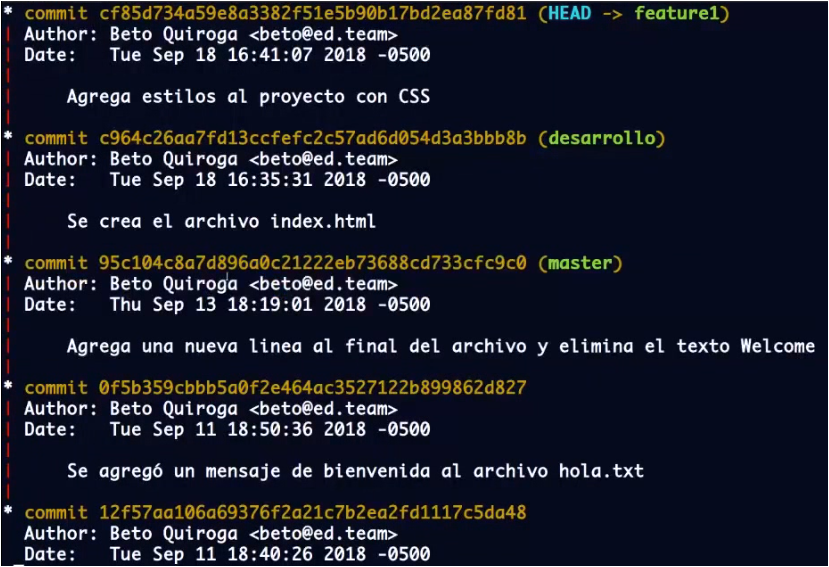 * commit cf85d734a59e8a3382f51e5b90b17bd2ea87fd81 (HEAD -> feature1)
| Author: Beto Quiroga <beto@ed.team>
| Date:   Tue Sep 18 16:41:07 2018 -0500
|
|     Agrega estilos al proyecto con CSS
|
* commit c964c26aa7fd13ccfefc2c57ad6d054d3a3bbb8b (desarrollo)
| Author: Beto Quiroga <beto@ed.team>
| Date:   Tue Sep 18 16:35:31 2018 -0500
|
|     Se crea el archivo index.html
|
* commit 95c104c8a7d896a0c21222eb73688cd733cfc9c0 (master)
| Author: Beto Quiroga <beto@ed.team>
| Date:   Thu Sep 13 18:19:01 2018 -0500
|
|     Agrega una nueva linea al final del archivo y elimina el texto Welcome
|
* commit 0f5b359cbbb5a0f2e464ac3527122b899862d827
| Author: Beto Quiroga <beto@ed.team>
| Date:   Tue Sep 11 18:50:36 2018 -0500
|
|     Se agregó un mensaje de bienvenida al archivo hola.txt
|
* commit 12f57aa106a69376f2a21c7b2ea2fd1117c5da48
  Author: Beto Quiroga <beto@ed.team>
  Date:   Tue Sep 11 18:40:26 2018 -0500